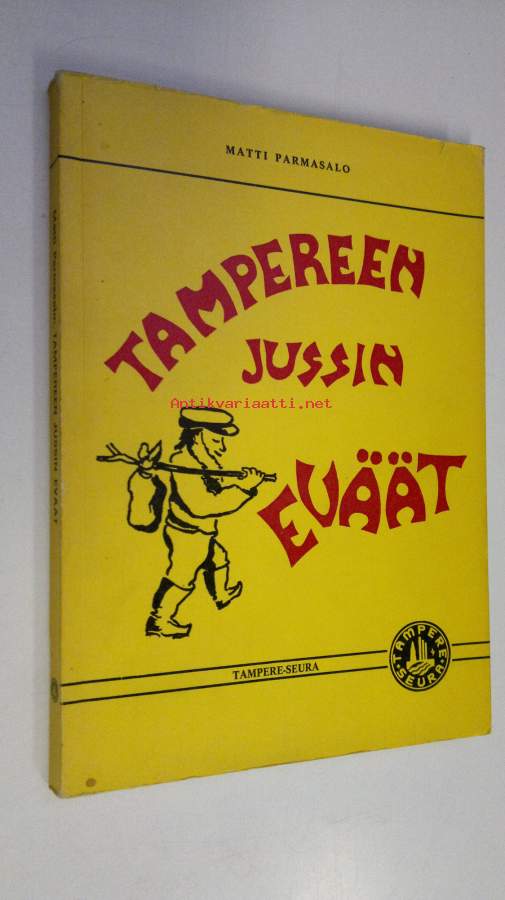 MATTI PARMASALO
TAMPEREEN
JUSSIN
Antikvariaatti.net
EVÄÄT
TAMPERE-SEURA
TAMPERE
SEURA
Matti Parmasalo: TAMPEREEN JUSSIN EVÄÄT